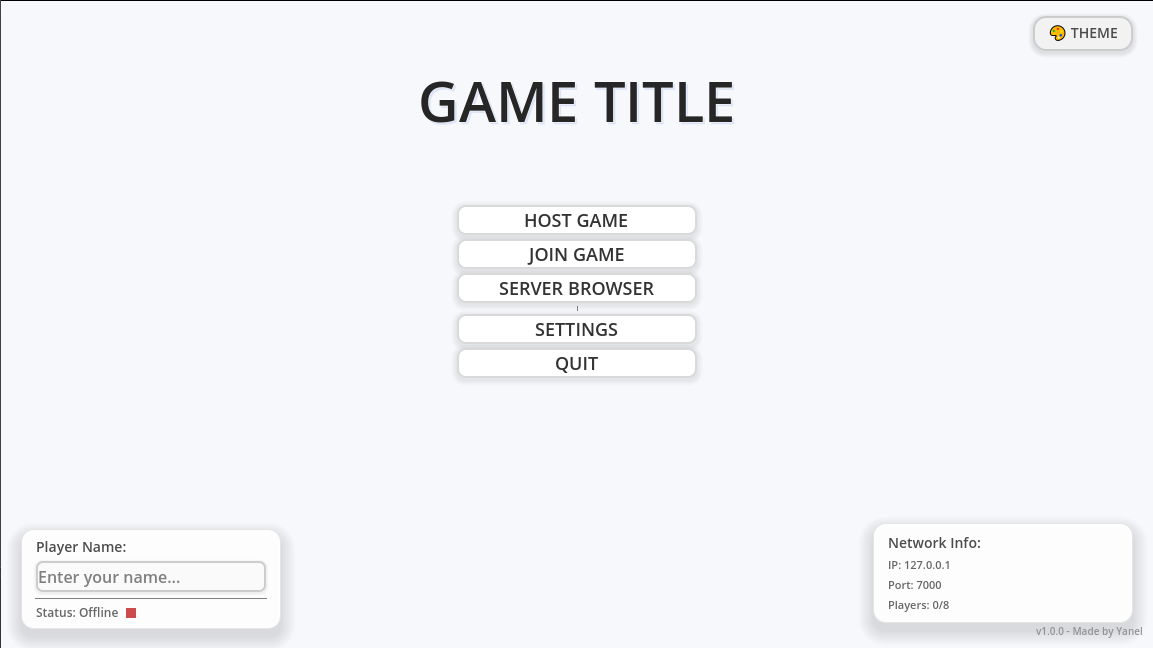 THEME
GAME TITLE
HOST GAME
JOIN GAME
SERVER BROWSER
SETTINGS
QUIT
Player Name:
Enter your name...
Status: Offline
Network Info:
IP: 127.0.0.1
Port: 7000
Players: 0/8
v1.0.0 - Made by Yanel